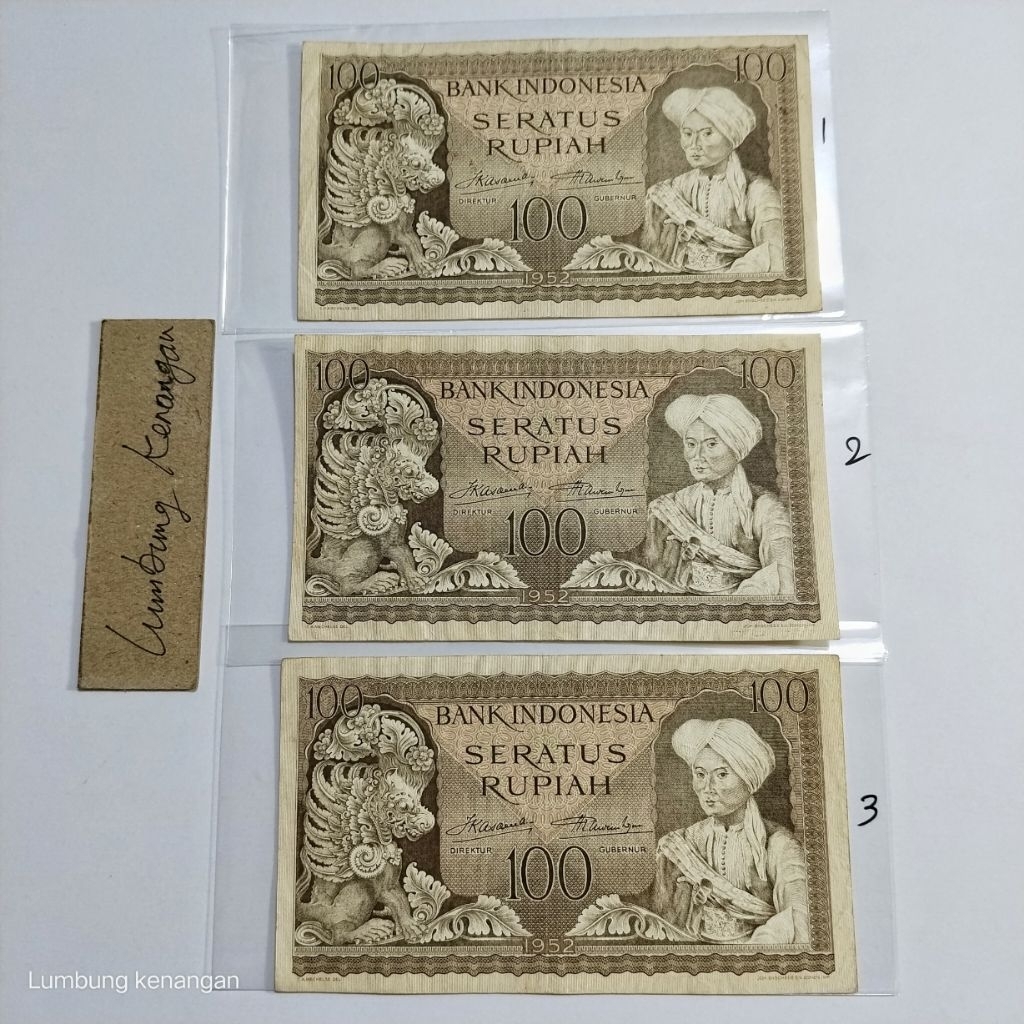 100
100
BANK INDONESIA
SERATUS
RUPIAH
DIREKTUR
GUBERNUR
100
1952
1
100
100
BANK INDONESIA
SERATUS
RUPIAH
DIREKTUR
GUBERNUR
100
1952
2
Lumbung Kenangan
100
100
BANK INDONESIA
SERATUS
RUPIAH
DIREKTUR
GUBERNUR
100
1952
3
Lumbung kenangan